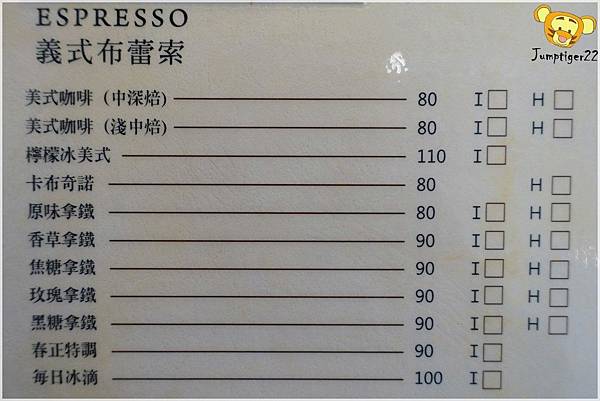 ESPRESSO
義式布蕾索
Jumptiger22
美式咖啡（中深焙) 80 I □ H □
美式咖啡（淺中焙) 80 I □ H □
檸檬冰美式 110 I □
卡布奇諾 80 H □
原味拿鐵 80 I □ H □
香草拿鐵 90 I □ H □
焦糖拿鐵 90 I □ H □
玫瑰拿鐵 90 I □ H □
黑糖拿鐵 90 I □ H □
春正特調 90 I □
每日冰滴 100 I □